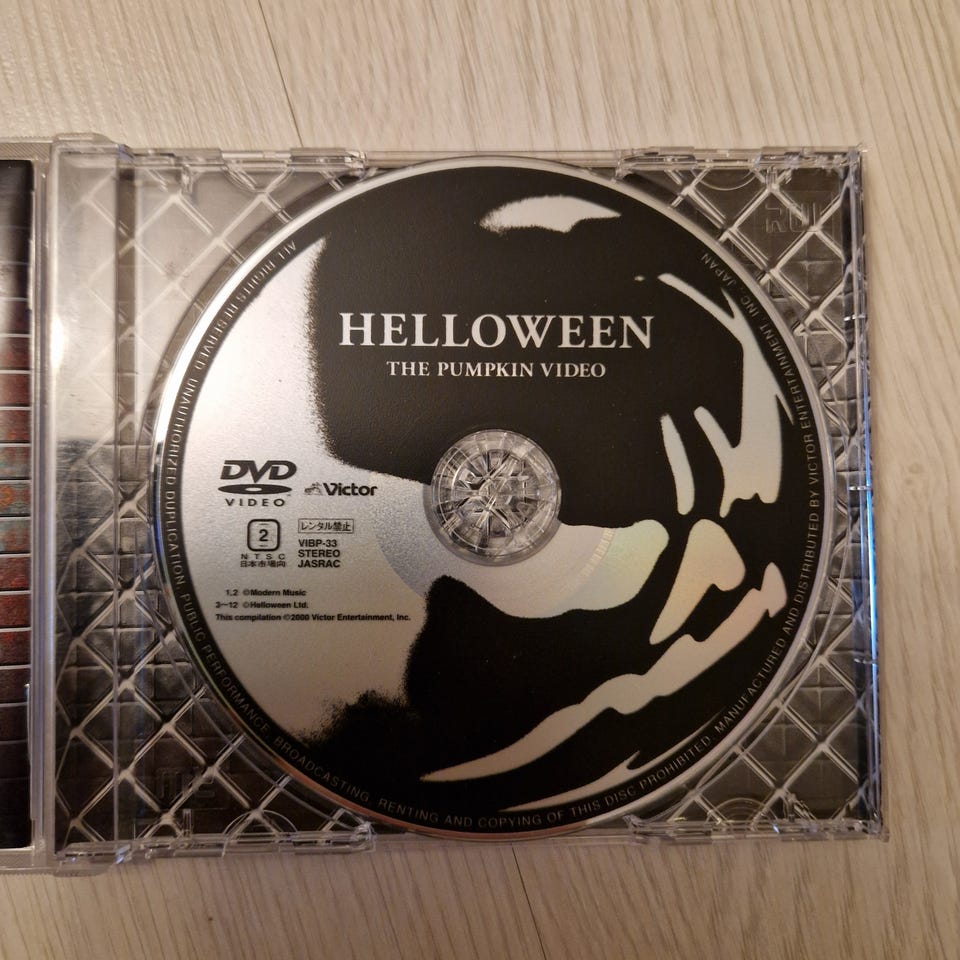 HELLOWEEN
THE PUMPKIN VIDEO
DVD
VIDEO
Victor
2
NTSC
日本市場向
レンタル禁止
VIBP-33
STEREO
JASRAC
1,2 ©Modern Music
3—12 ©Helloween Ltd.
This compilation ©2000 Victor Entertainment, Inc.
ALL RIGHTS RESERVED. UNAUTHORIZED DUPLICATION, PUBLIC PERFORMANCE, BROADCASTING, RENTING AND COPYING OF THIS DISC PROHIBITED. MANUFACTURED AND DISTRIBUTED BY VICTOR ENTERTAINMENT, INC. JAPAN